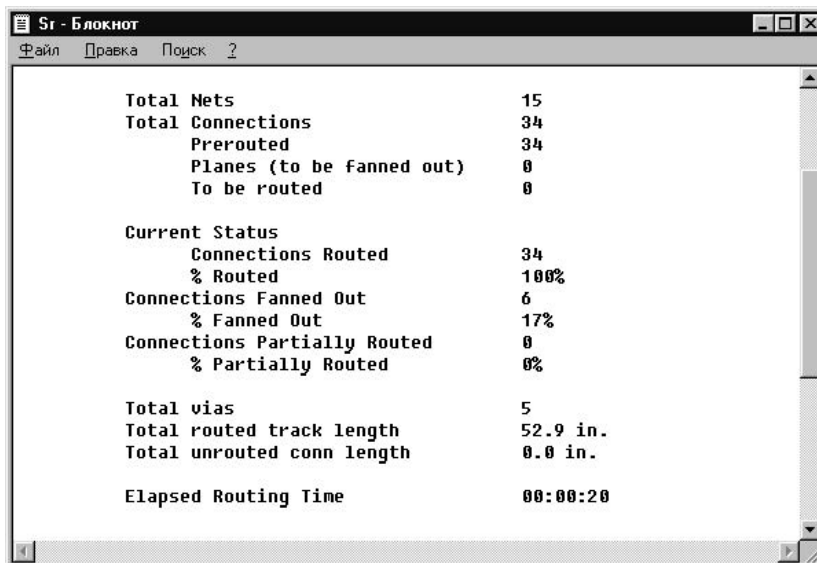 Sr - Блокнот
Файл Правка Поиск ?
Total Nets 15
Total Connections 34
Prerouted 34
Planes (to be fanned out) 0
To be routed 0
Current Status
Connections Routed 34
% Routed 100%
Connections Fanned Out 6
% Fanned Out 17%
Connections Partially Routed 0
% Partially Routed 0%
Total vias 5
Total routed track length 52.9 in.
Total unrouted conn length 0.0 in.
Elapsed Routing Time 00:00:20